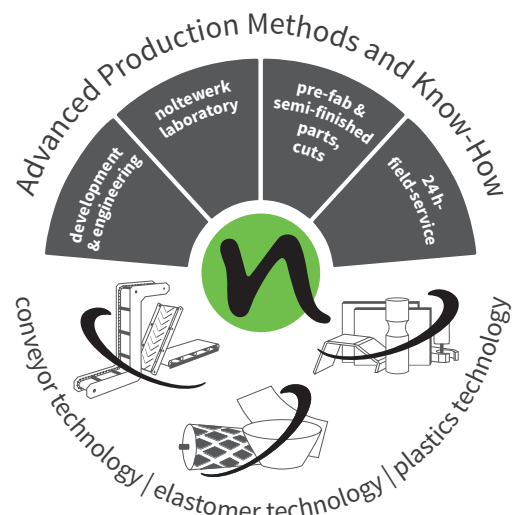 Advanced Production Methods and Know-How
development
& engineering
noltewerk
laboratory
pre-fab &
semi-finished
parts,
cuts
24h-
field-service
n
conveyor technology | elastomer technology | plastics technology